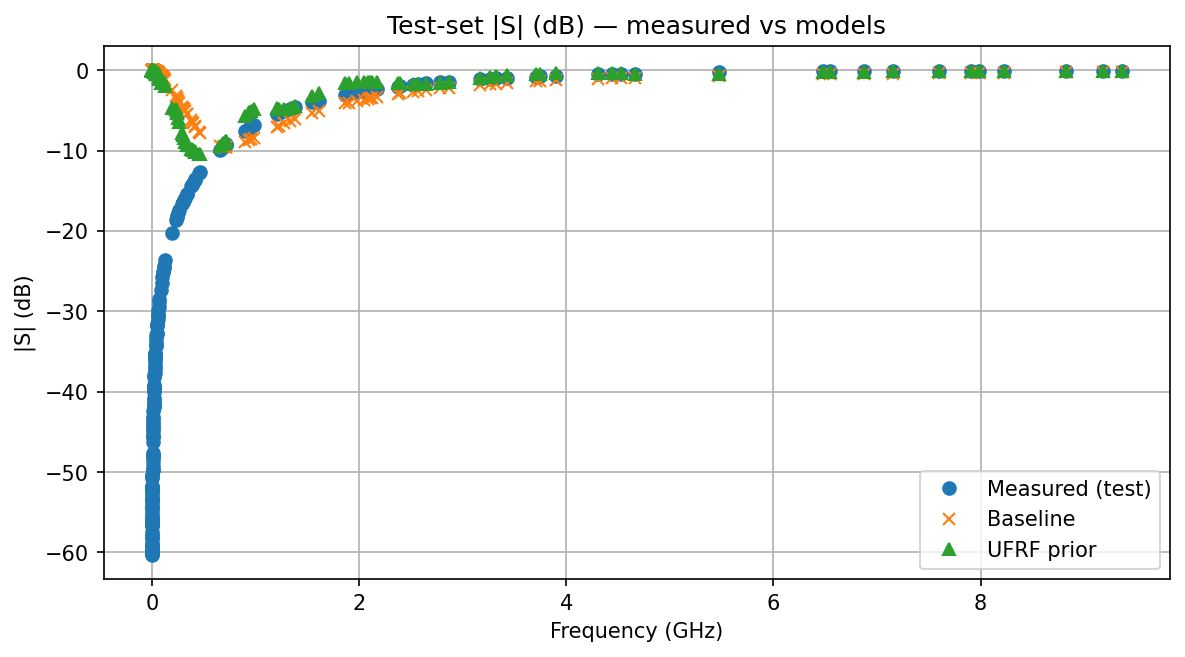 Test-set |S| (dB) — measured vs models
|S| (dB)
0
−10
−20
−30
−40
−50
−60
Measured (test)
Baseline
UFRF prior
0 2 4 6 8
Frequency (GHz)